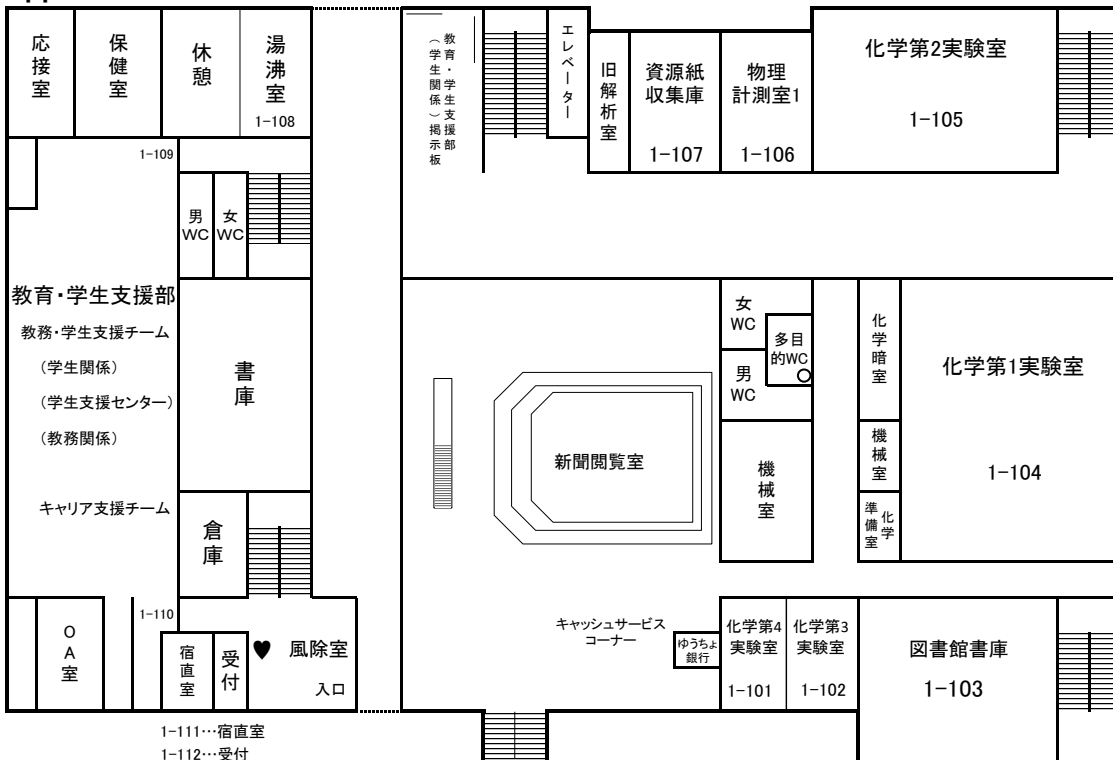 応接室
保健室
休憩
湯沸室
1-108
教育・学生支援部
(学生関係)掲示板
エレベーター
旧解析室
資源紙
収集庫
1-107
物理
計測室1
1-106
化学第2実験室
1-105
1-109
男
WC
女
WC
教育・学生支援部
教務・学生支援チーム
(学生関係)
(学生支援センター)
(教務関係)
キャリア支援チーム
書庫
倉庫
新聞閲覧室
女
WC
多目
的WC
男
WC
機械室
化学暗室
機械室
化学
準備室
化学第1実験室
1-104
1-110
OA室
宿直室
受付
♥
風除室
入口
キャッシュサービス
コーナー
ゆうちょ
銀行
化学第4
実験室
1-101
化学第3
実験室
1-102
図書館書庫
1-103
1-111…宿直室
1-112…受付